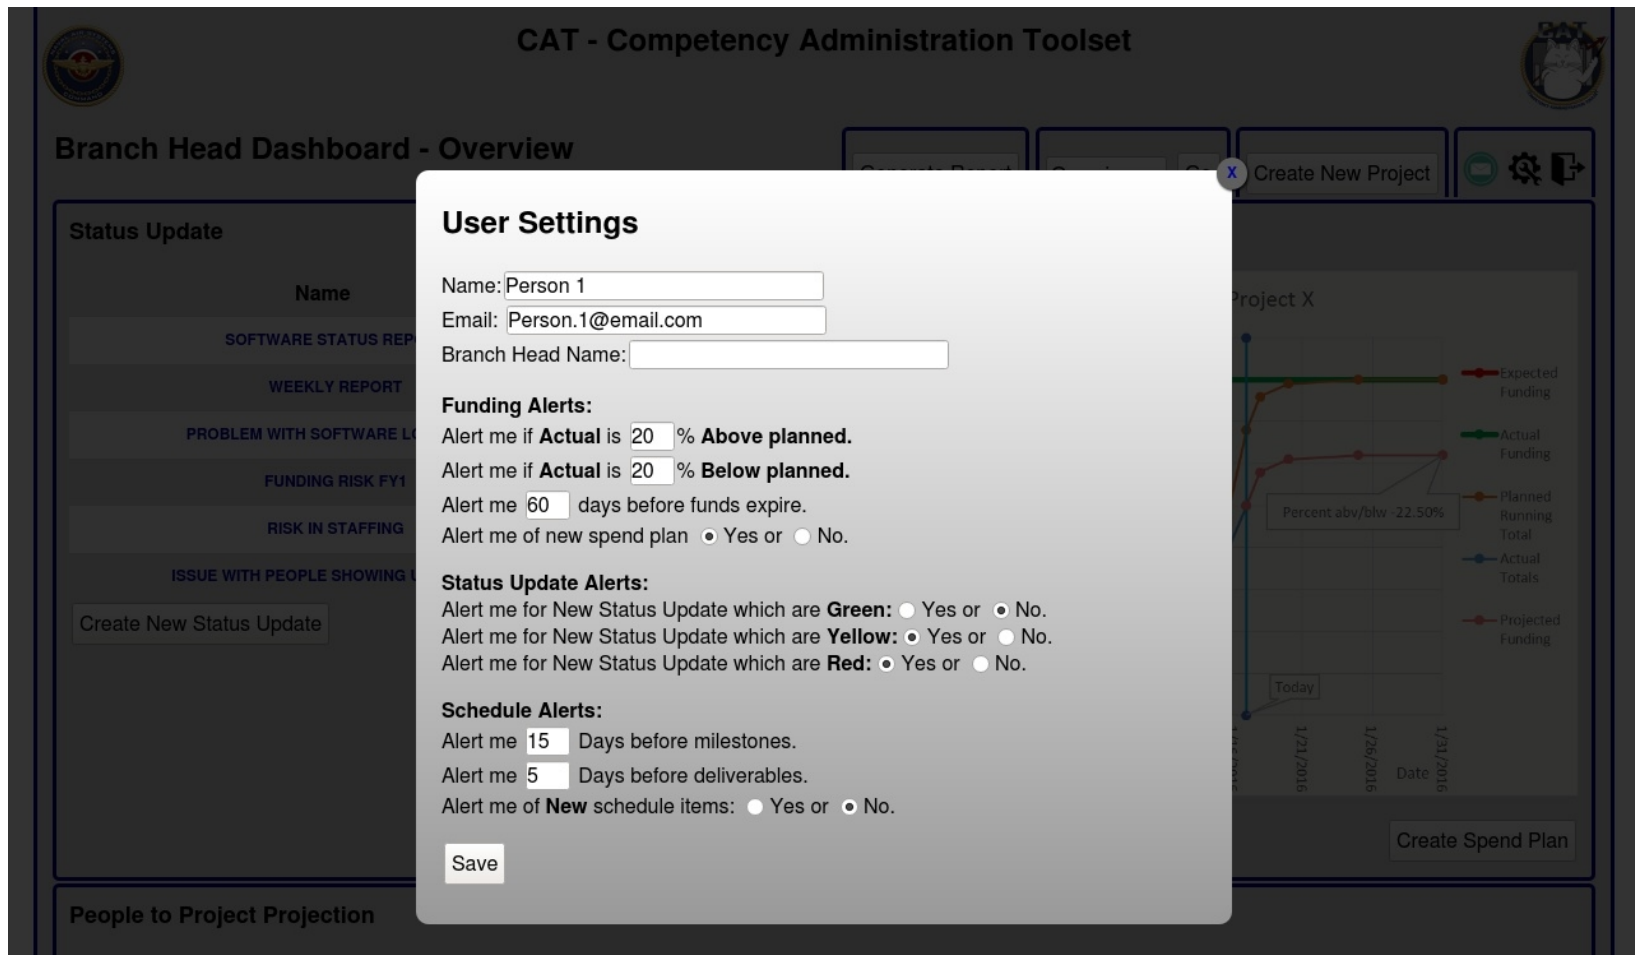 CAT - Competency Administration Toolset
CAT
COMMAND
Branch Head Dashboard - Overview
Generate Report
Create New Project
X
Status Update
Name
SOFTWARE STATUS REP
WEEKLY REPORT
PROBLEM WITH SOFTWARE LO
FUNDING RISK FY1
RISK IN STAFFING
ISSUE WITH PEOPLE SHOWING U
Create New Status Update
User Settings
Name: Person 1
Email: Person.1@email.com
Branch Head Name:
Funding Alerts:
Alert me if Actual is 20 % Above planned.
Alert me if Actual is 20 % Below planned.
Alert me 60 days before funds expire.
Alert me of new spend plan Yes or No.
Status Update Alerts:
Alert me for New Status Update which are Green: Yes or No.
Alert me for New Status Update which are Yellow: Yes or No.
Alert me for New Status Update which are Red: Yes or No.
Schedule Alerts:
Alert me 15 Days before milestones.
Alert me 5 Days before deliverables.
Alert me of New schedule items: Yes or No.
Save
Project X
Expected
Funding
Actual
Funding
Planned
Running
Total
Actual
Totals
Projected
Funding
Percent abv/blw -22.50%
Today
1/16/2016
1/21/2016
1/26/2016
1/31/2016
Date
Create Spend Plan
People to Project Projection